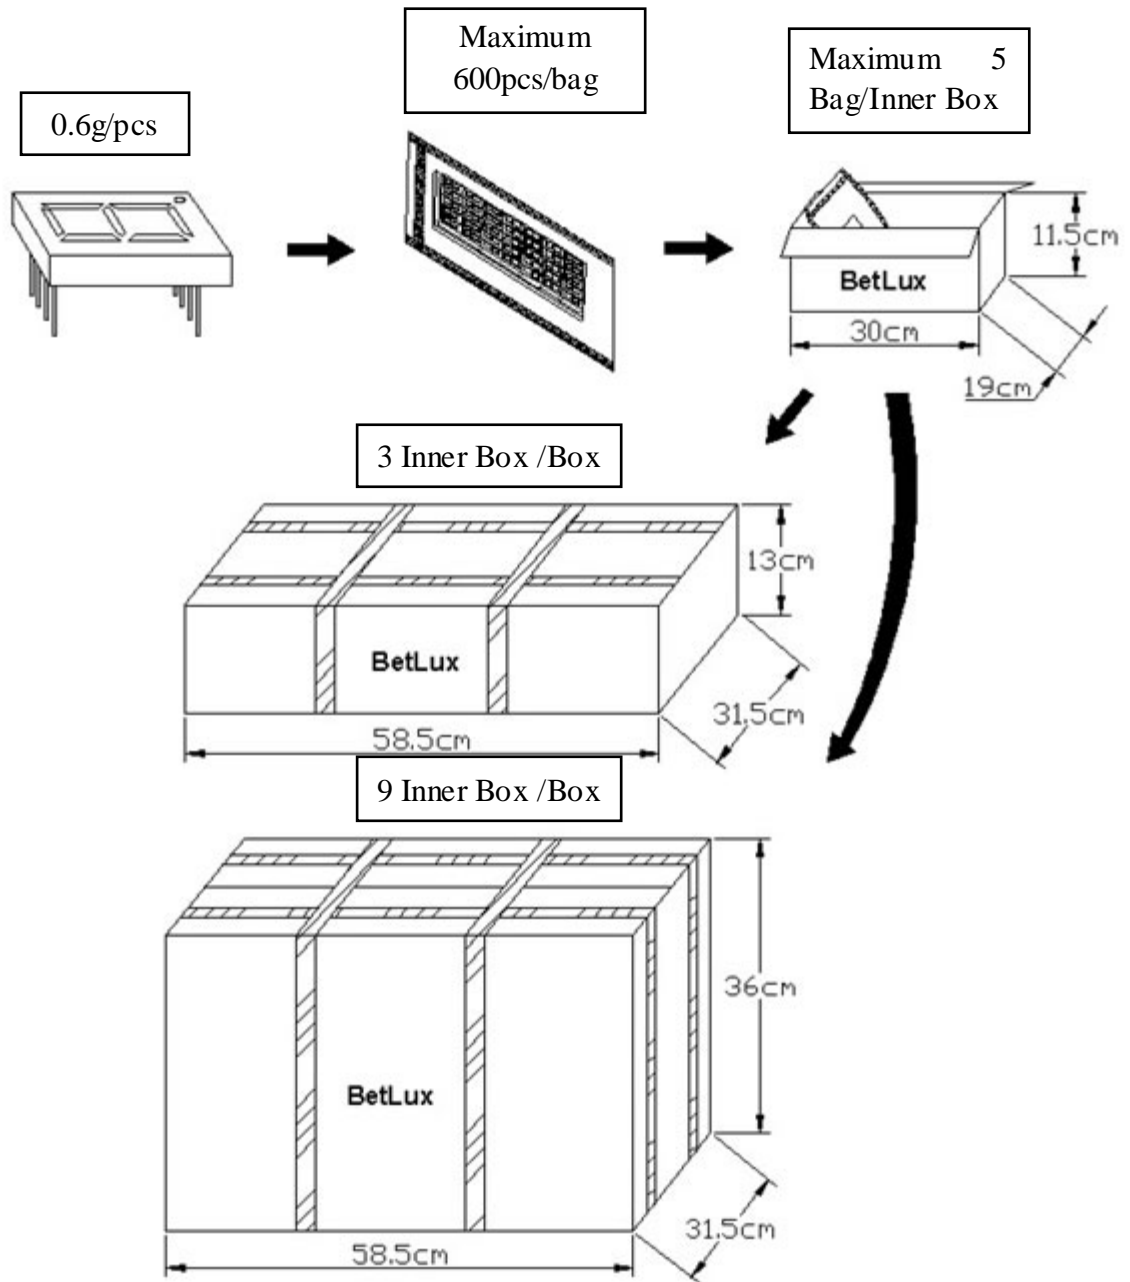 Maximum
600pcs/bag
Maximum 5
Bag/Inner Box
0.6g/pcs
11.5cm
BetLux
30cm
19cm
3 Inner Box /Box
13cm
BetLux
31.5cm
58.5cm
9 Inner Box /Box
36cm
BetLux
31.5cm
58.5cm